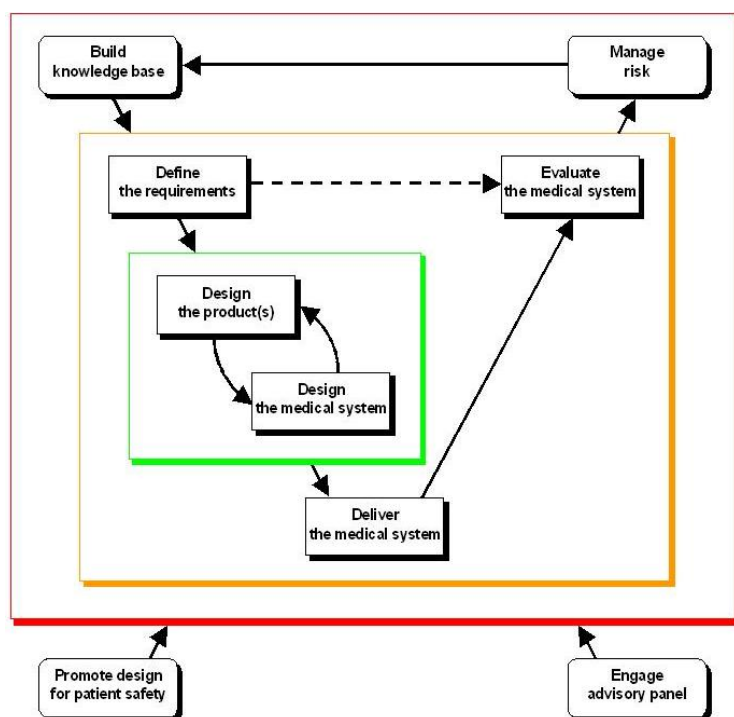 Build
knowledge base
Manage
risk
Define
the requirements
Evaluate
the medical system
Design
the product(s)
Design
the medical system
Deliver
the medical system
Promote design
for patient safety
Engage
advisory panel